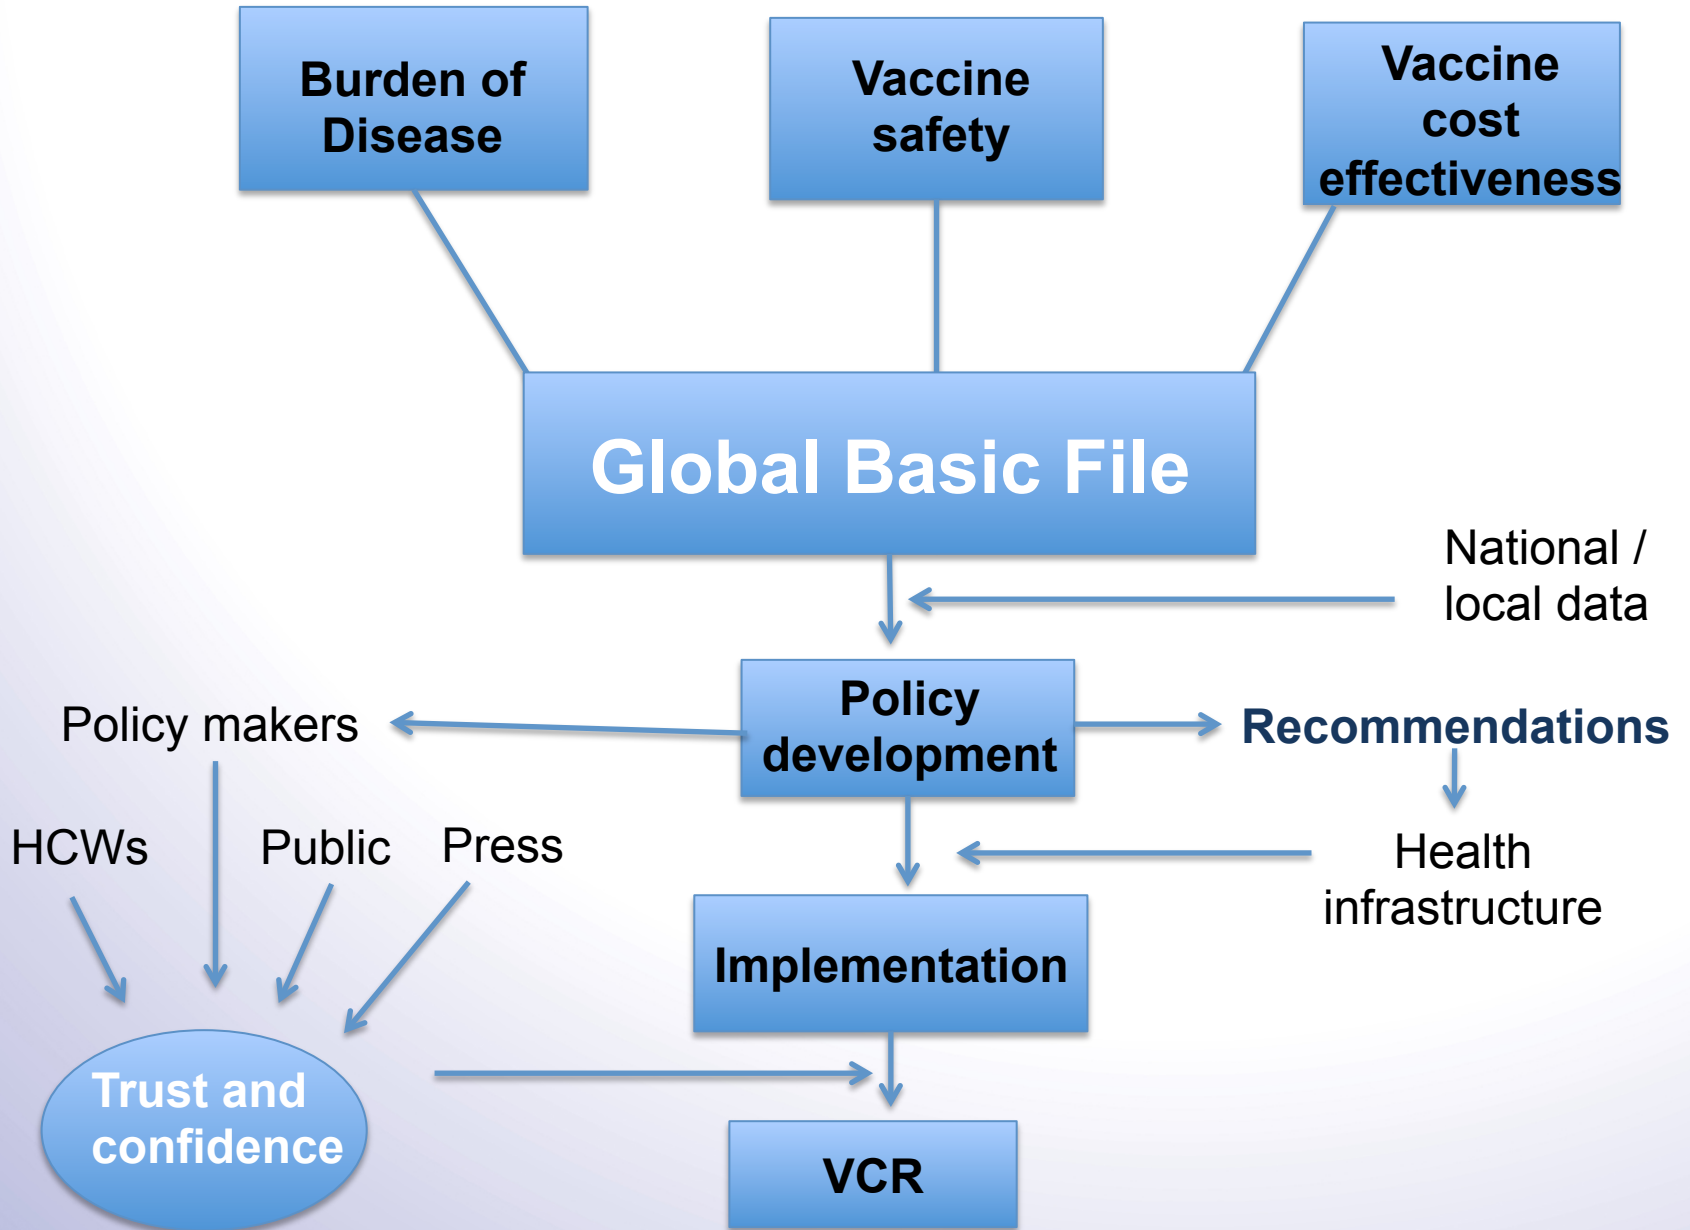 Burden of
Disease
Vaccine
safety
Vaccine
cost
effectiveness
Global Basic File
National /
local data
Policy
development
Policy makers
Recommendations
HCWs
Public
Press
Health
infrastructure
Implementation
Trust and
confidence
VCR